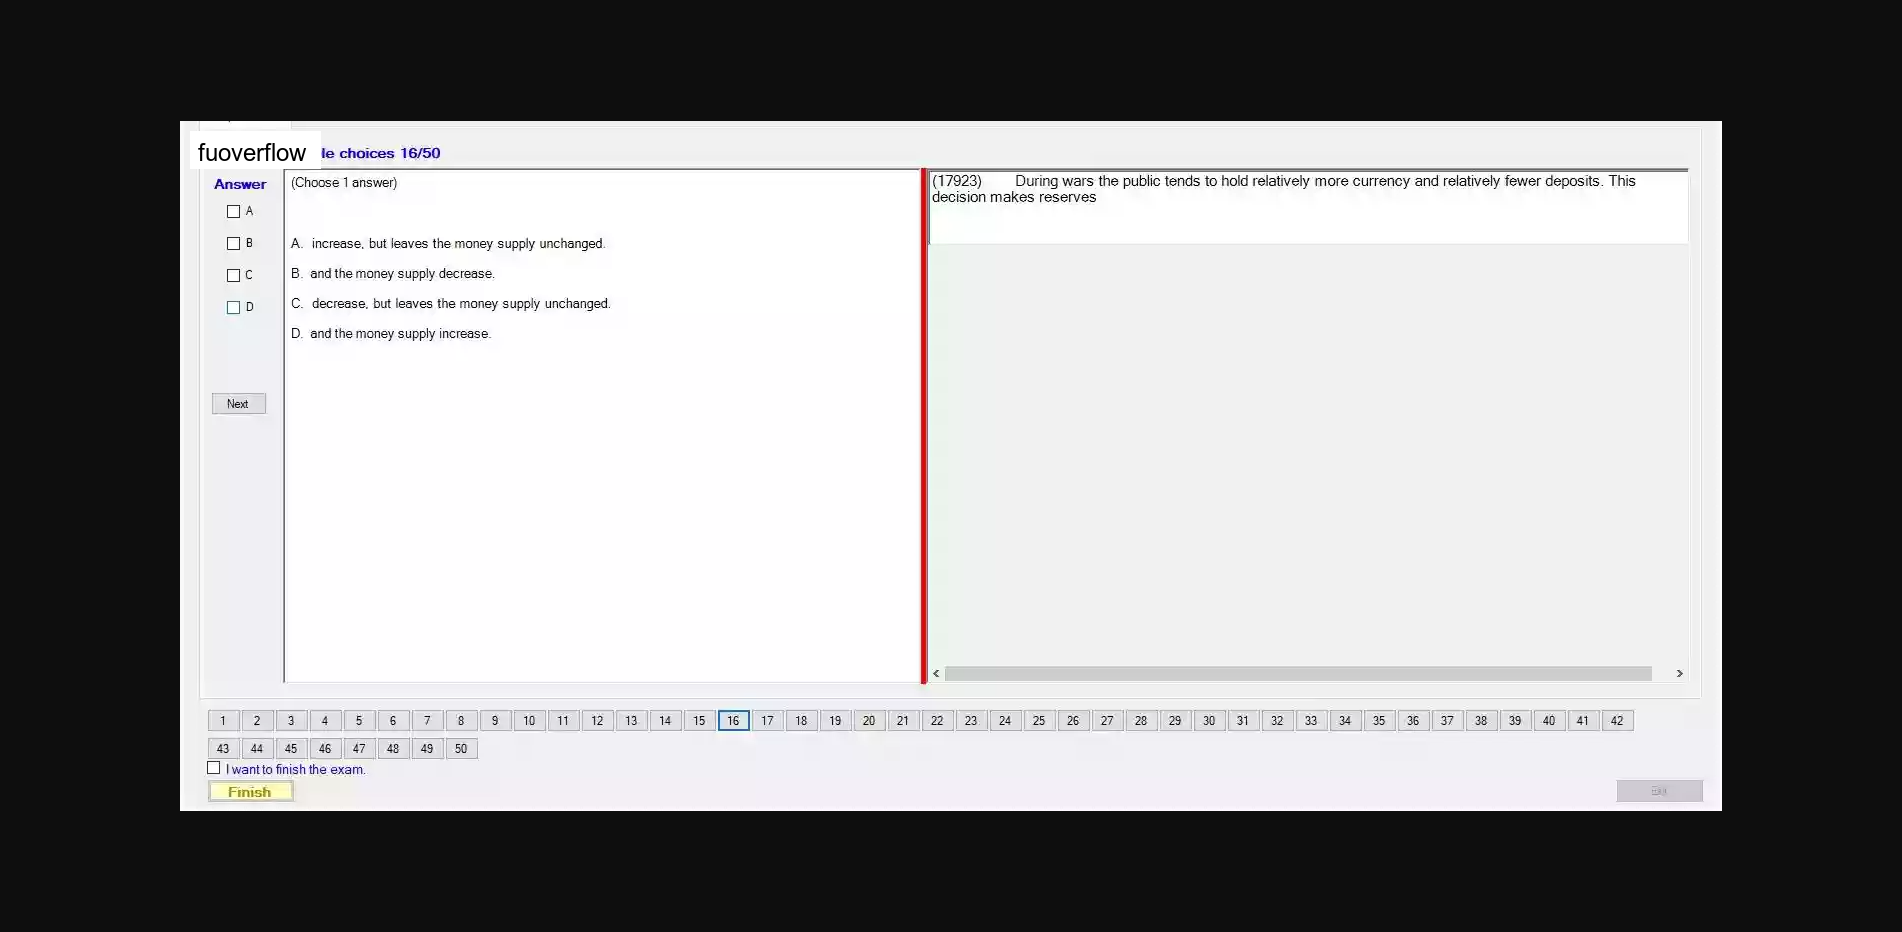 fuoverflow
le choices 16/50
Answer
(Choose 1 answer)
A
B
C
D
A. increase, but leaves the money supply unchanged.
B. and the money supply decrease.
C. decrease, but leaves the money supply unchanged.
D. and the money supply increase.
Next
(17923) During wars the public tends to hold relatively more currency and relatively fewer deposits. This
decision makes reserves
1 2 3 4 5 6 7 8 9 10 11 12 13 14 15 16 17 18 19 20 21 22 23 24 25 26 27 28 29 30 31 32 33 34 35 36 37 38 39 40 41 42
43 44 45 46 47 48 49 50
I want to finish the exam.
Finish